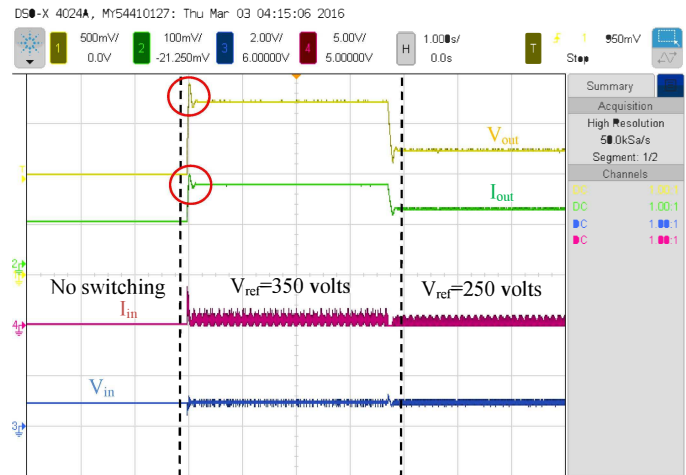 DSO-X 4024A, MY54410127: Thu Mar 03 04:15:06 2016
1 500mV/ 0.0V 2 100mV/ -21.250mV 3 2.00V/ 6.00000V 4 5.00V/ 5.00000V H 1.000s/ 0.0s T 1 950mV Stop
Summary
Acquisition
High Resolution
50.0kSa/s
Segment: 1/2
Channels
DC 1.00:1
DC 1.00:1
DC 1.00:1
DC 1.00:1
Vout
Iout
No switching
Vref=350 volts
Vref=250 volts
Iin
Vin
T
2
4
3